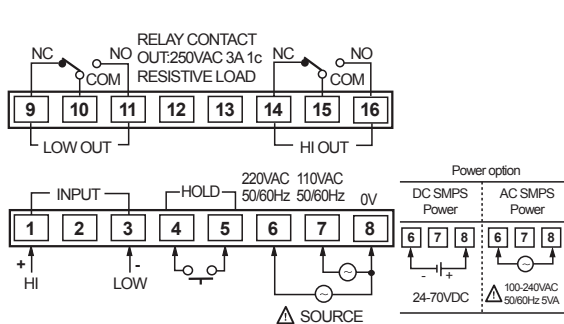 RELAY CONTACT
NC NO OUT:250VAC 3A 1c NC NO
COM RESISTIVE LOAD COM
9 10 11 12 13 14 15 16
LOW OUT HI OUT
Power option
220VAC 110VAC DC SMPS AC SMPS
INPUT HOLD 50/60Hz 50/60Hz 0V Power Power
1 2 3 4 5 6 7 8 6 7 8 6 7 8
+ - - +
HI LOW
24-70VDC 100-240VAC
50/60Hz 5VA
SOURCE